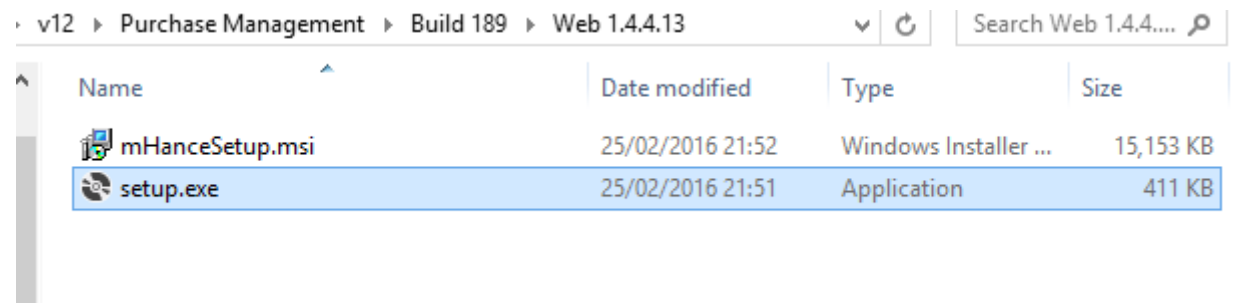 v12 Purchase Management Build 189 Web 1.4.4.13 Search Web 1.4.4....
Name Date modified Type Size
mHanceSetup.msi 25/02/2016 21:52 Windows Installer ... 15,153 KB
setup.exe 25/02/2016 21:51 Application 411 KB